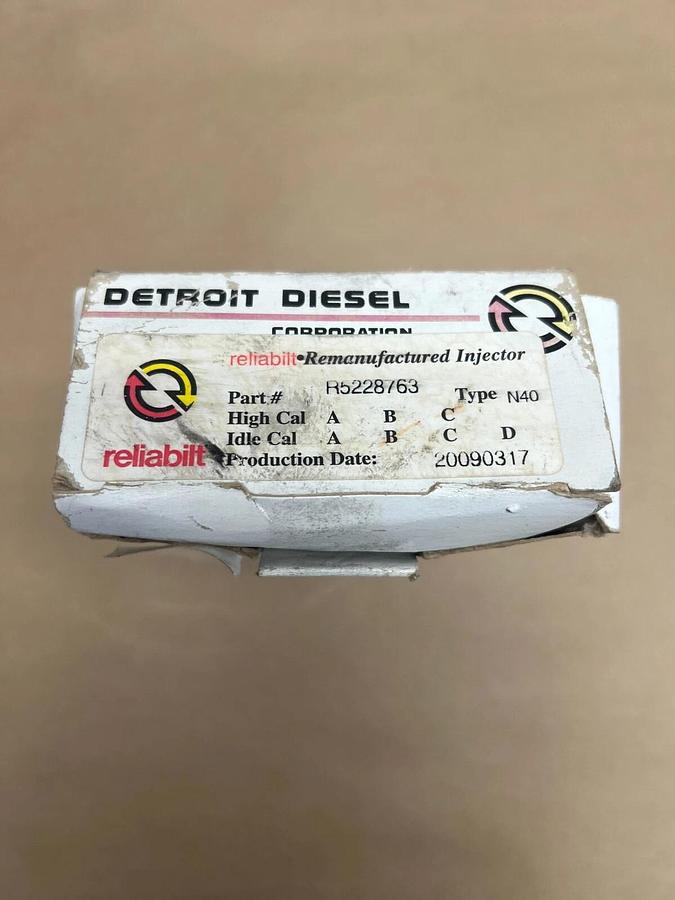 DETROIT DIESEL
CORPORATION
reliabilt•Remanufactured Injector
Part # R5228763 Type N40
High Cal A B C
Idle Cal A B C D
reliabilt Production Date: 20090317